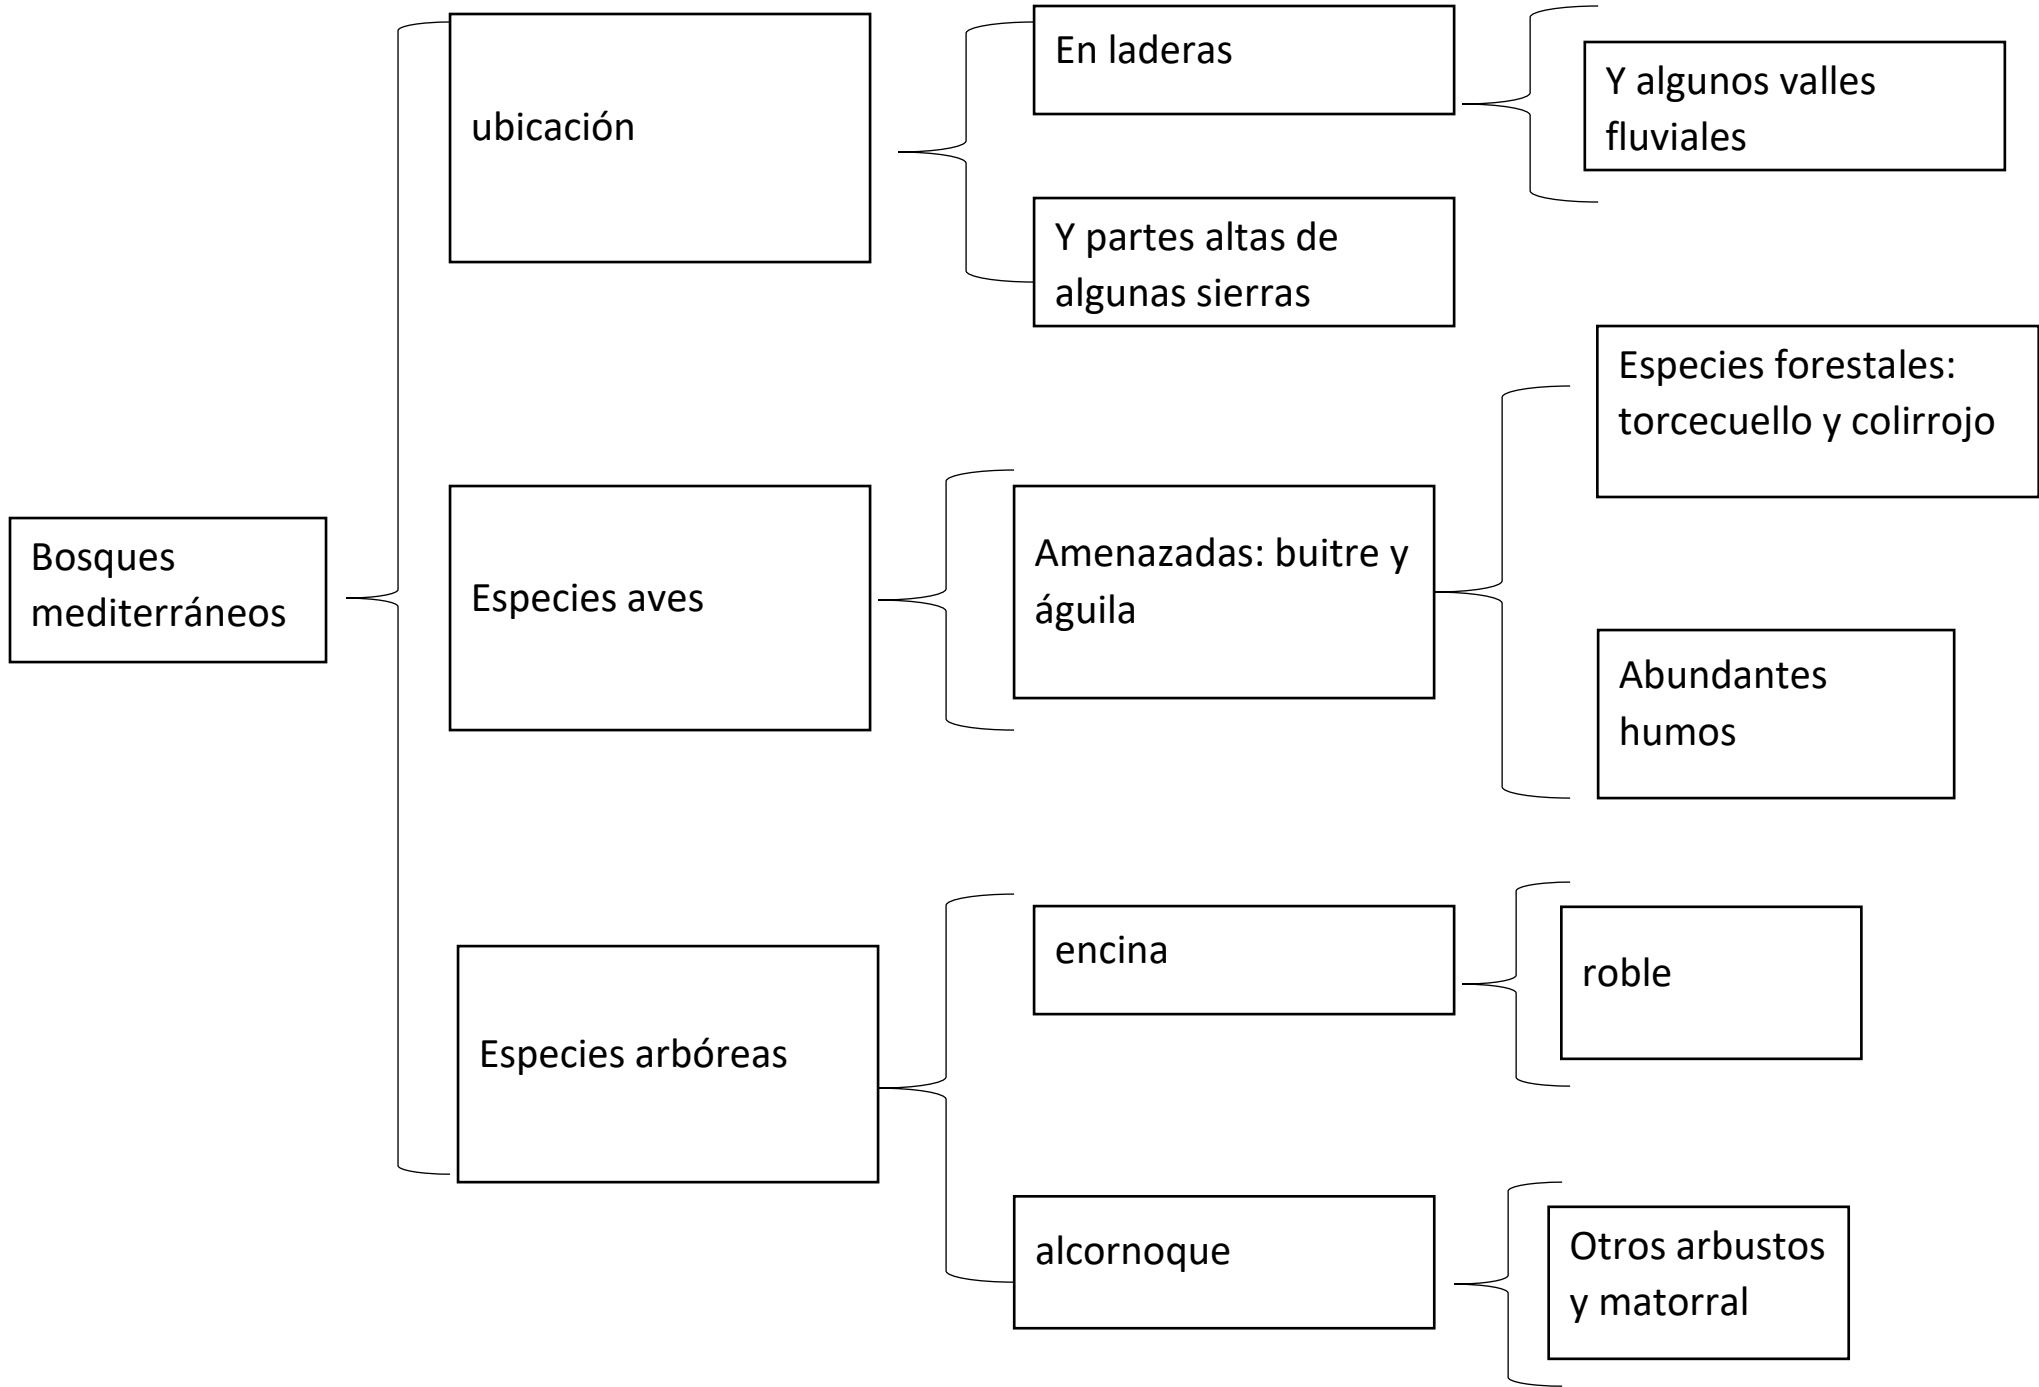 Bosques
mediterráneos
ubicación
En laderas
Y algunos valles
fluviales
Y partes altas de
algunas sierras
Especies aves
Amenazadas: buitre y
águila
Especies forestales:
torcecuello y colirrojo
Abundantes
humos
Especies arbóreas
encina
roble
alcornoque
Otros arbustos
y matorral